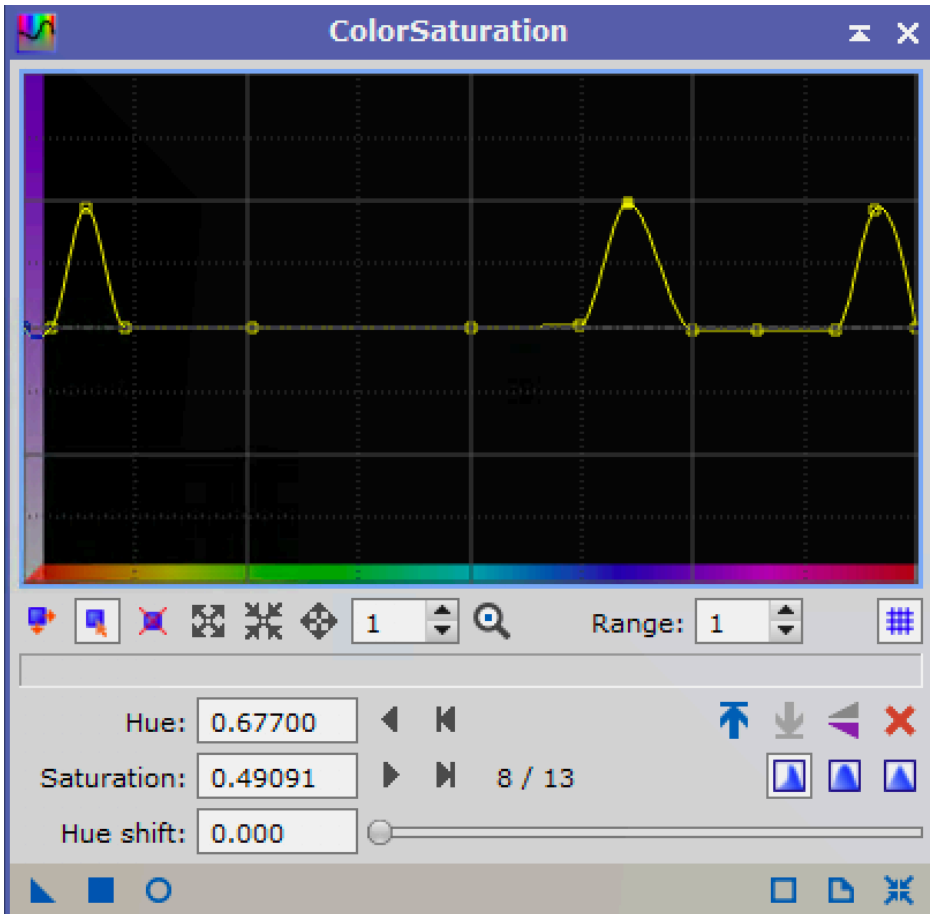 ColorSaturation
1 Range: 1
Hue: 0.67700
Saturation: 0.49091 8 / 13
Hue shift: 0.000